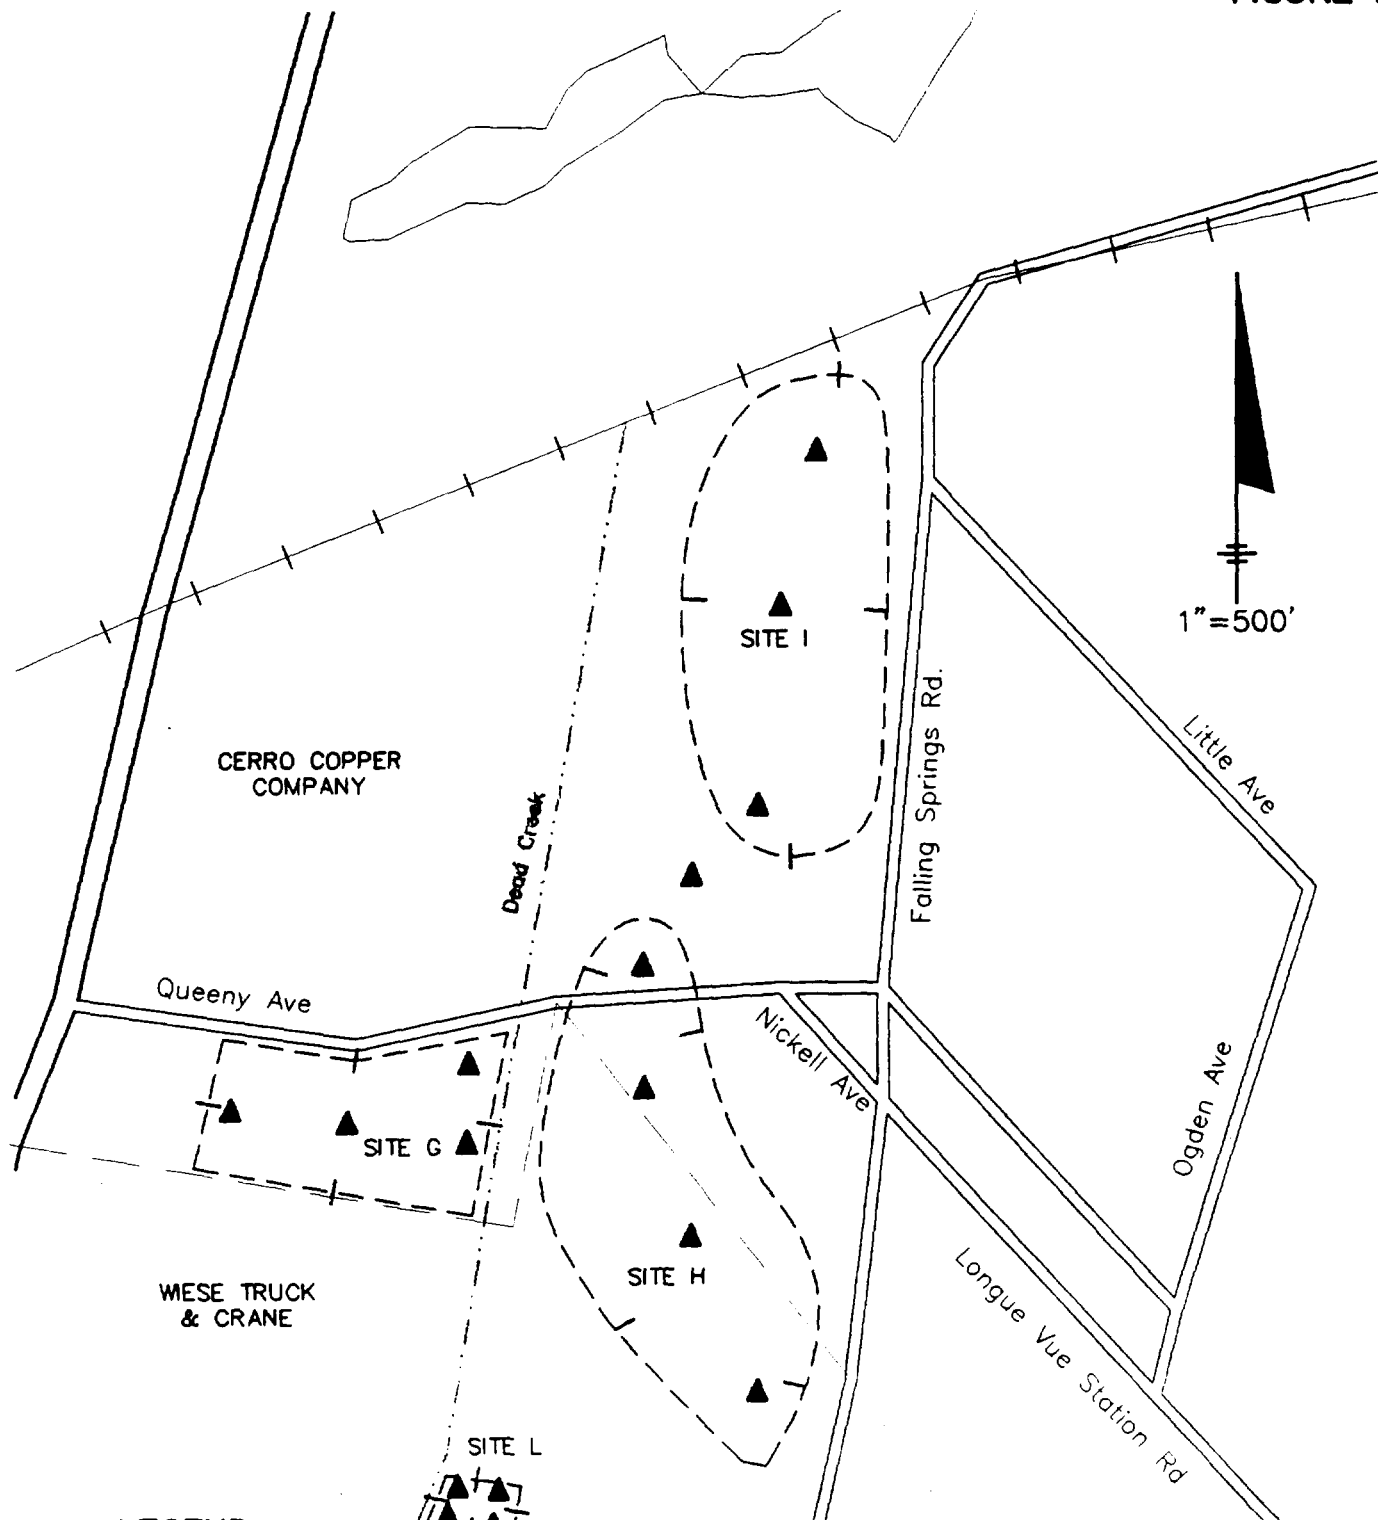 1"=500'
SITE I
Falling Springs Rd.
Little Ave
CERRO COPPER
COMPANY
Dead Creek
Queeny Ave
Nickell Ave
Ogden Ave
SITE G
SITE H
WIESE TRUCK
& CRANE
Longue Vue Station Rd
SITE L